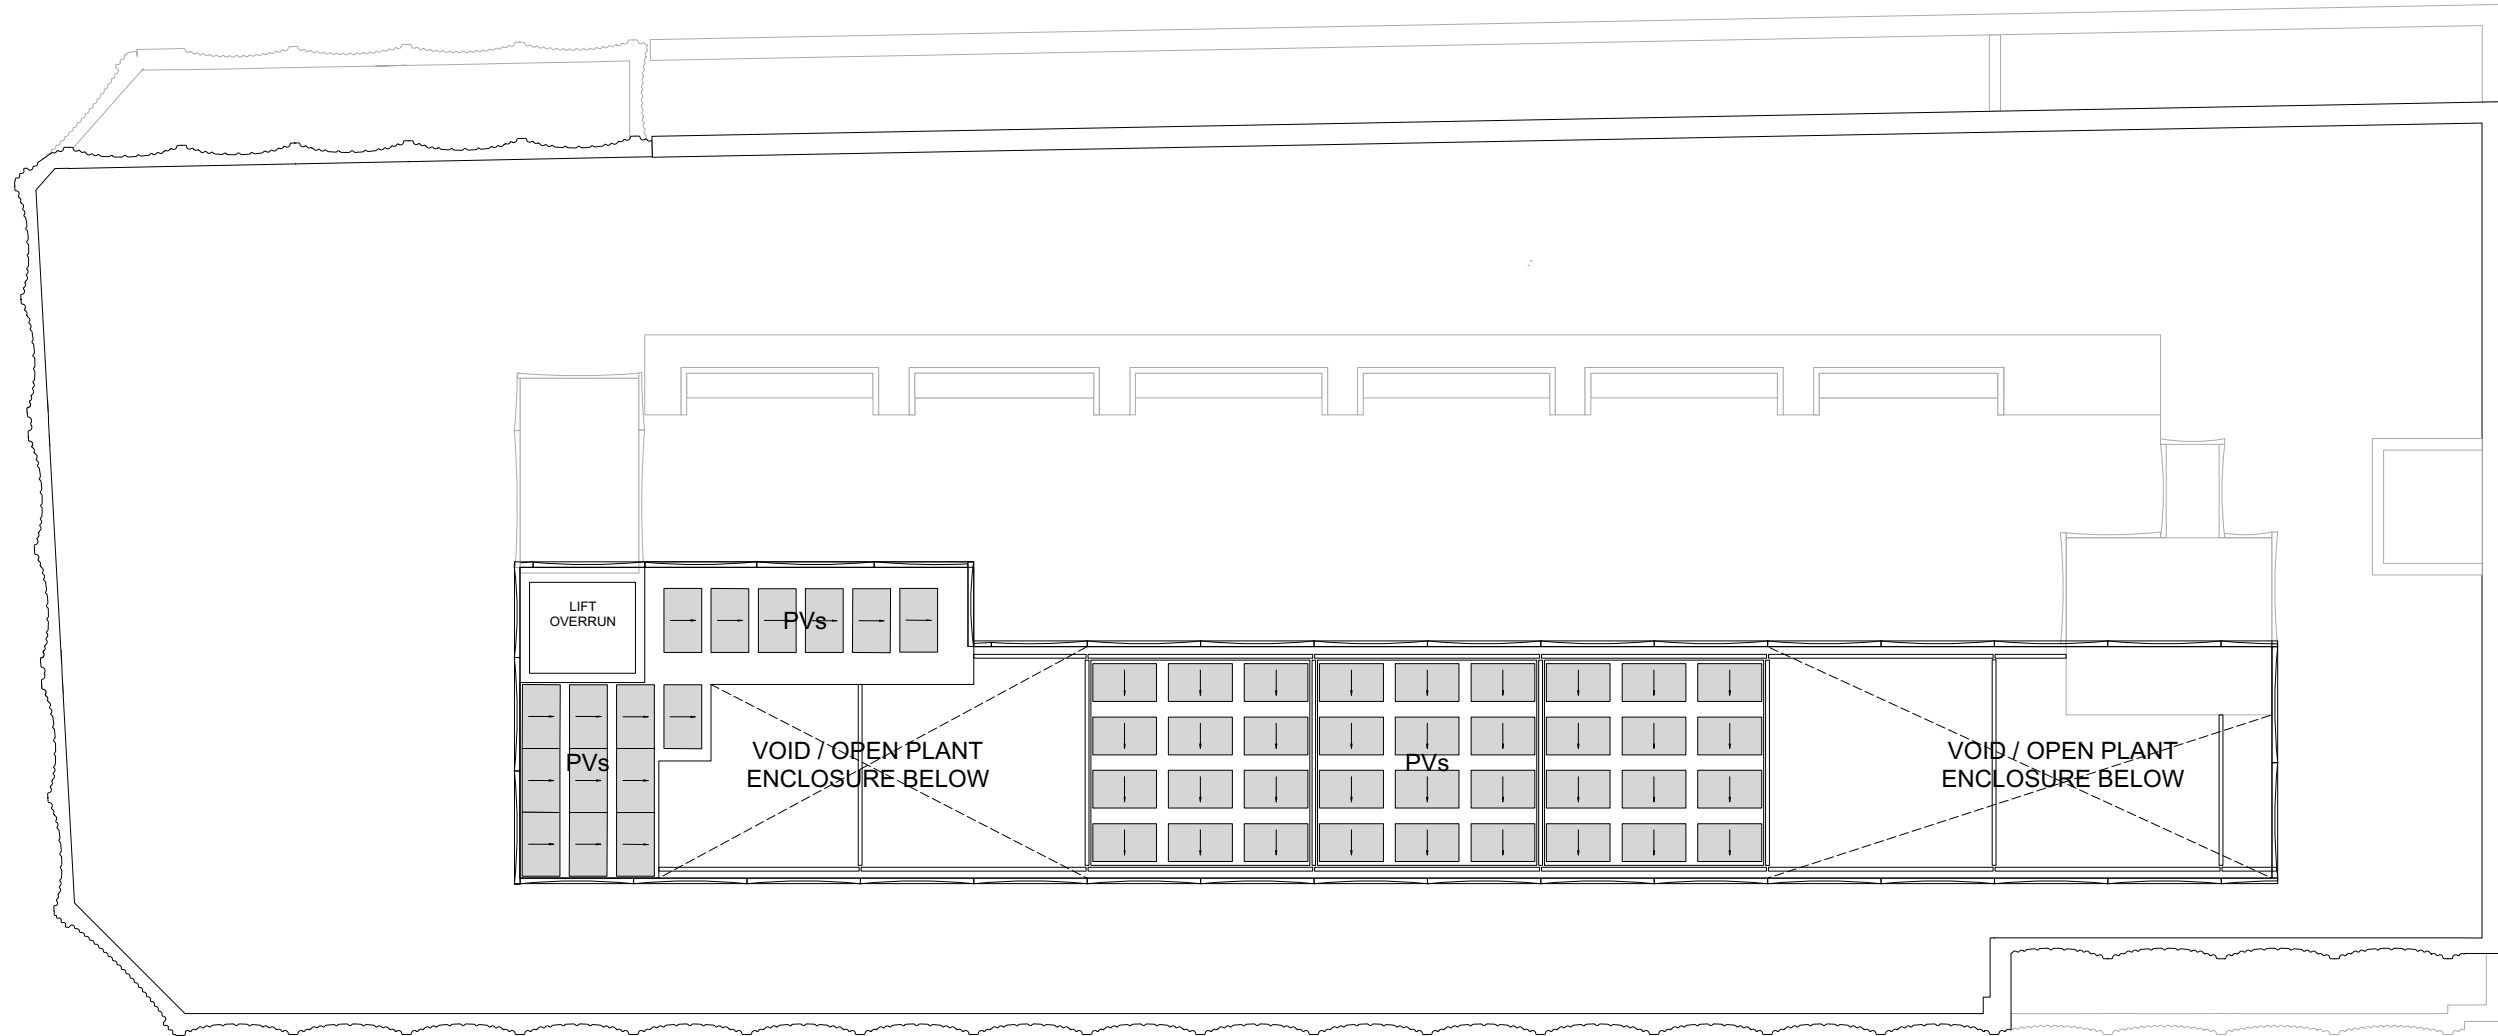 LIFT
OVERRUN
PVs
PVs
VOID / OPEN PLANT
ENCLOSURE BELOW
PVs
VOID / OPEN PLANT
ENCLOSURE BELOW